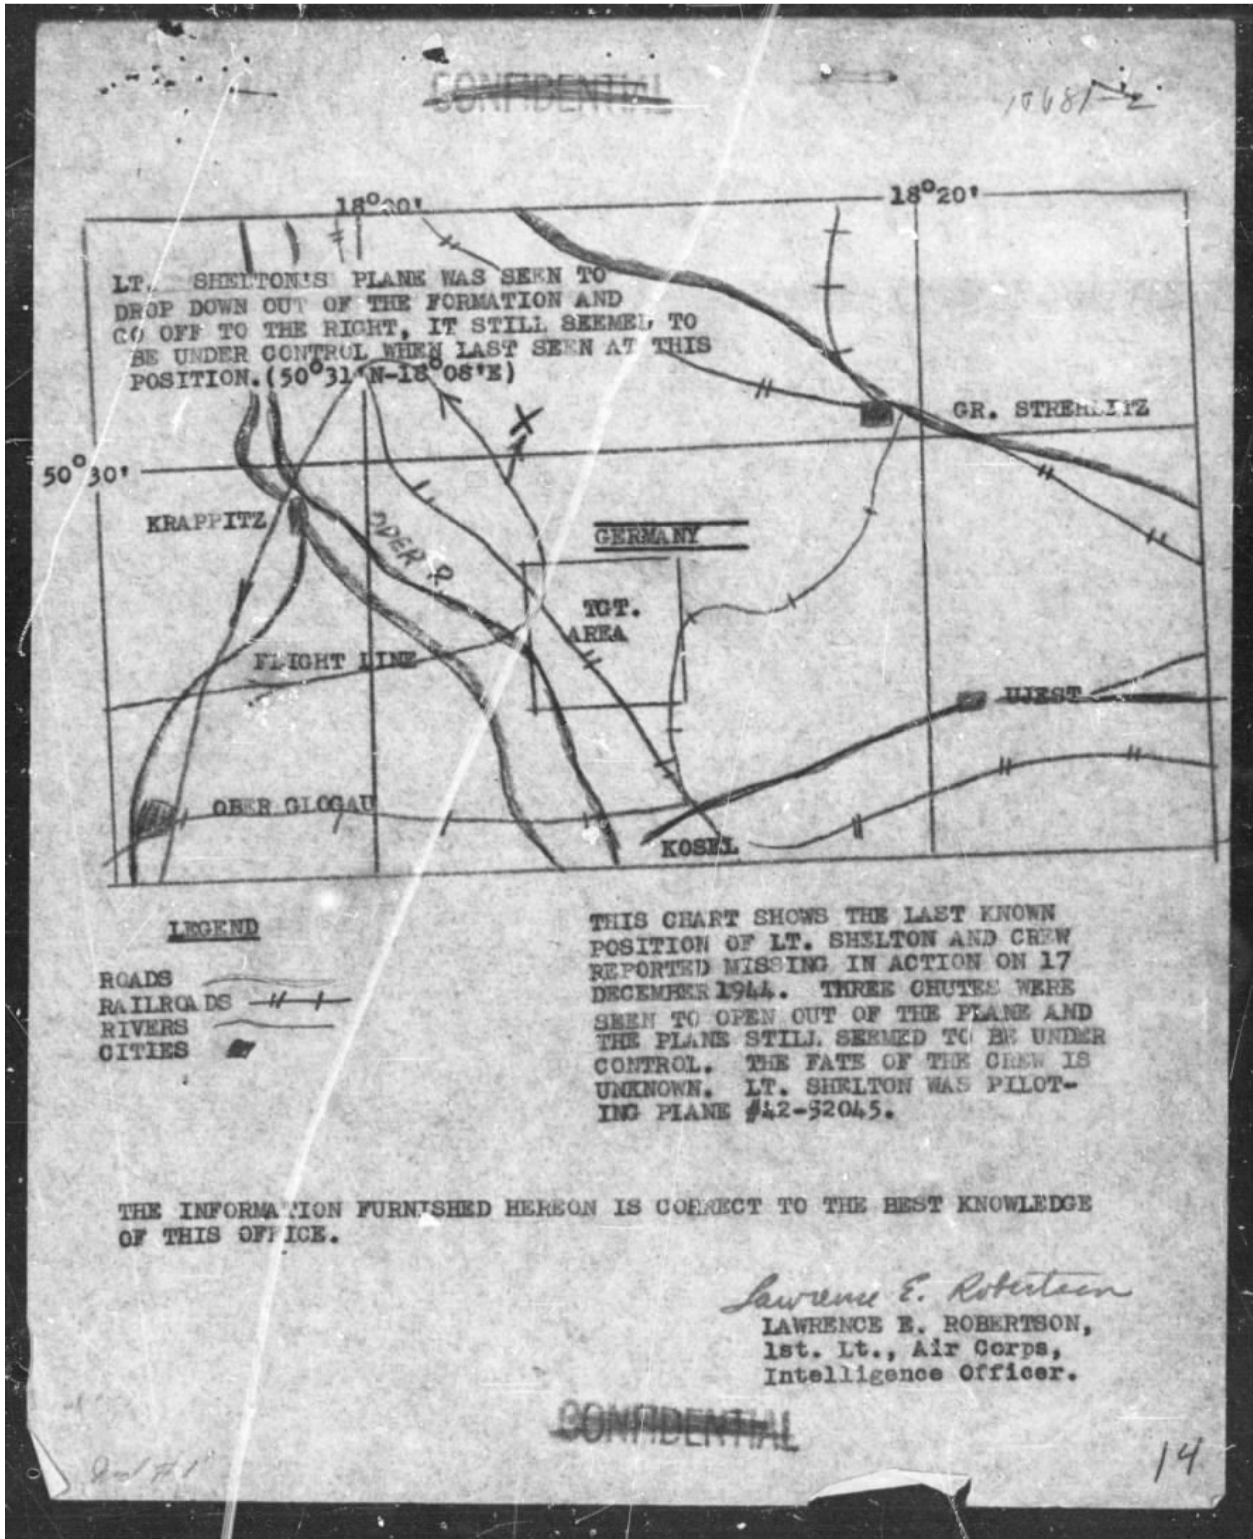 CONFIDENTIAL
18°00'
18°20'
LT. SHELTON'S PLANE WAS SEEN TO
DROP DOWN OUT OF THE FORMATION AND
GO OFF TO THE RIGHT, IT STILL SEEMED TO
BE UNDER CONTROL WHEN LAST SEEN AT THIS
POSITION.(50°31'N-18°08'E)
X
GR. STREHLITZ
50°30'
KRAPPITZ
ODER R.
GERMANY
TGT.
AREA
FLIGHT LINE
UJEST
OBER GLOGAU
KOSEL
LEGEND
ROADS
RAILROADS
RIVERS
CITIES
THIS CHART SHOWS THE LAST KNOWN
POSITION OF LT. SHELTON AND CREW
REPORTED MISSING IN ACTION ON 17
DECEMBER 1944. THREE CHUTES WERE
SEEN TO OPEN OUT OF THE PLANE AND
THE PLANE STILL SEEMED TO BE UNDER
CONTROL. THE FATE OF THE CREW IS
UNKNOWN. LT. SHELTON WAS PILOT-
ING PLANE #42-52045.
THE INFORMATION FURNISHED HEREON IS CORRECT TO THE BEST KNOWLEDGE
OF THIS OFFICE.
Lawrence E. Robertson
LAWRENCE E. ROBERTSON,
1st. Lt., Air Corps,
Intelligence Officer.
CONFIDENTIAL
14